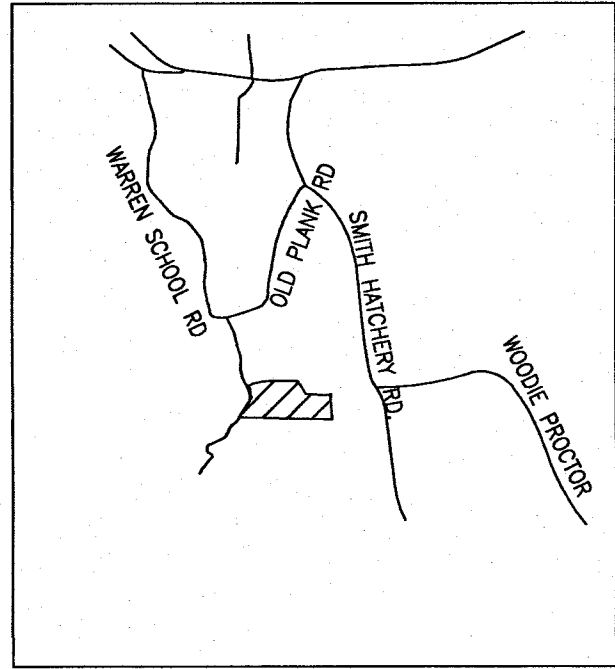 WARREN SCHOOL RD
OLD PLANK RD
SMITH HATCHERY RD.
WOODIE PROCTOR